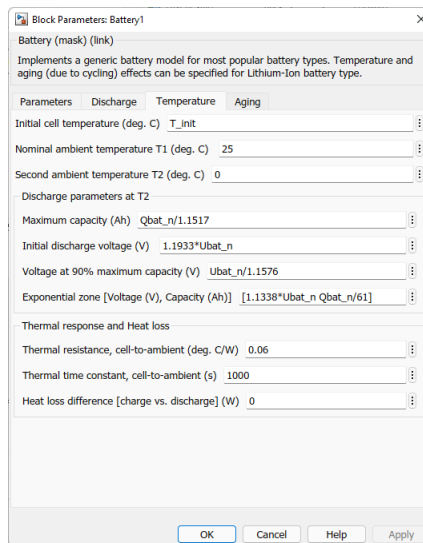 Block Parameters: Battery1
Battery (mask) (link)
Implements a generic battery model for most popular battery types. Temperature and
aging (due to cycling) effects can be specified for Lithium-Ion battery type.
Parameters Discharge Temperature Aging
Initial cell temperature (deg. C) T_init
Nominal ambient temperature T1 (deg. C) 25
Second ambient temperature T2 (deg. C) 0
Discharge parameters at T2
Maximum capacity (Ah) Qbat_n/1.1517
Initial discharge voltage (V) 1.1933*Ubat_n
Voltage at 90% maximum capacity (V) Ubat_n/1.1576
Exponential zone [Voltage (V), Capacity (Ah)] [1.1338*Ubat_n Qbat_n/61]
Thermal response and Heat loss
Thermal resistance, cell-to-ambient (deg. C/W) 0.06
Thermal time constant, cell-to-ambient (s) 1000
Heat loss difference [charge vs. discharge] (W) 0
OK Cancel Help Apply